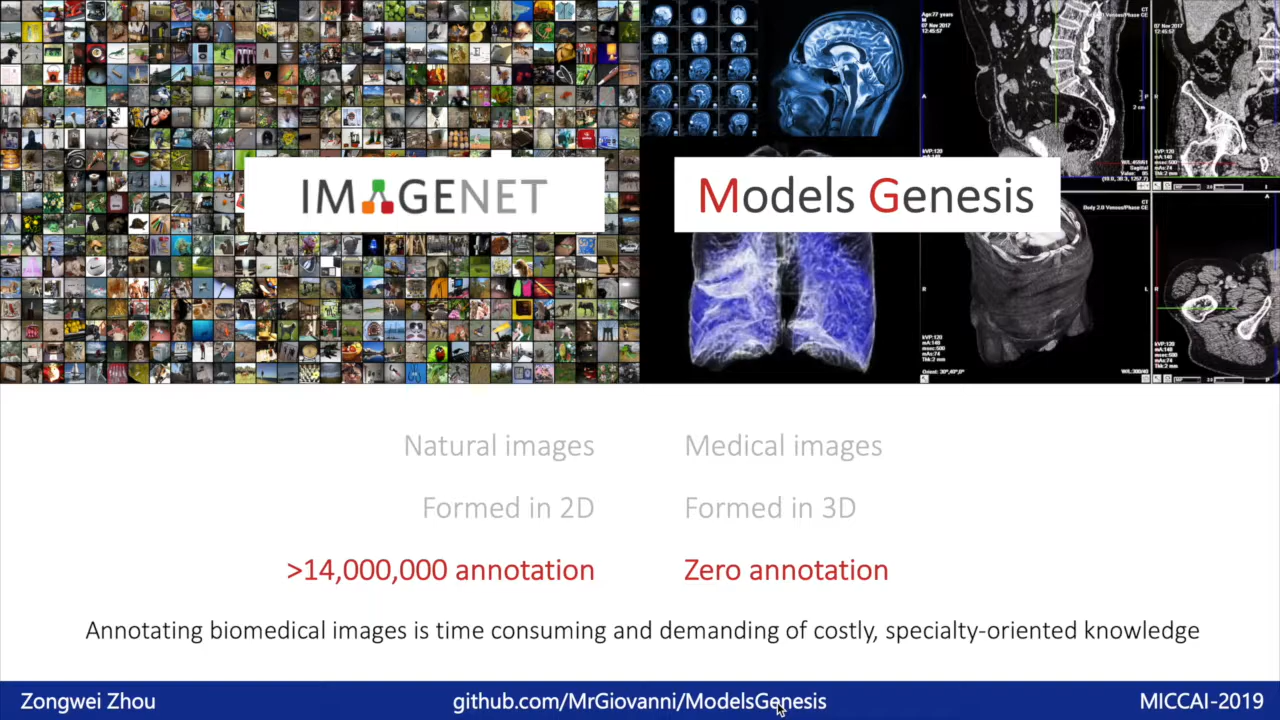 IMAGENET
Models Genesis
Natural images
Medical images
Formed in 2D
Formed in 3D
>14,000,000 annotation
Zero annotation
Annotating biomedical images is time consuming and demanding of costly, specialty-oriented knowledge
Zongwei Zhou
github.com/MrGiovanni/ModelsGenesis
MICCAI-2019